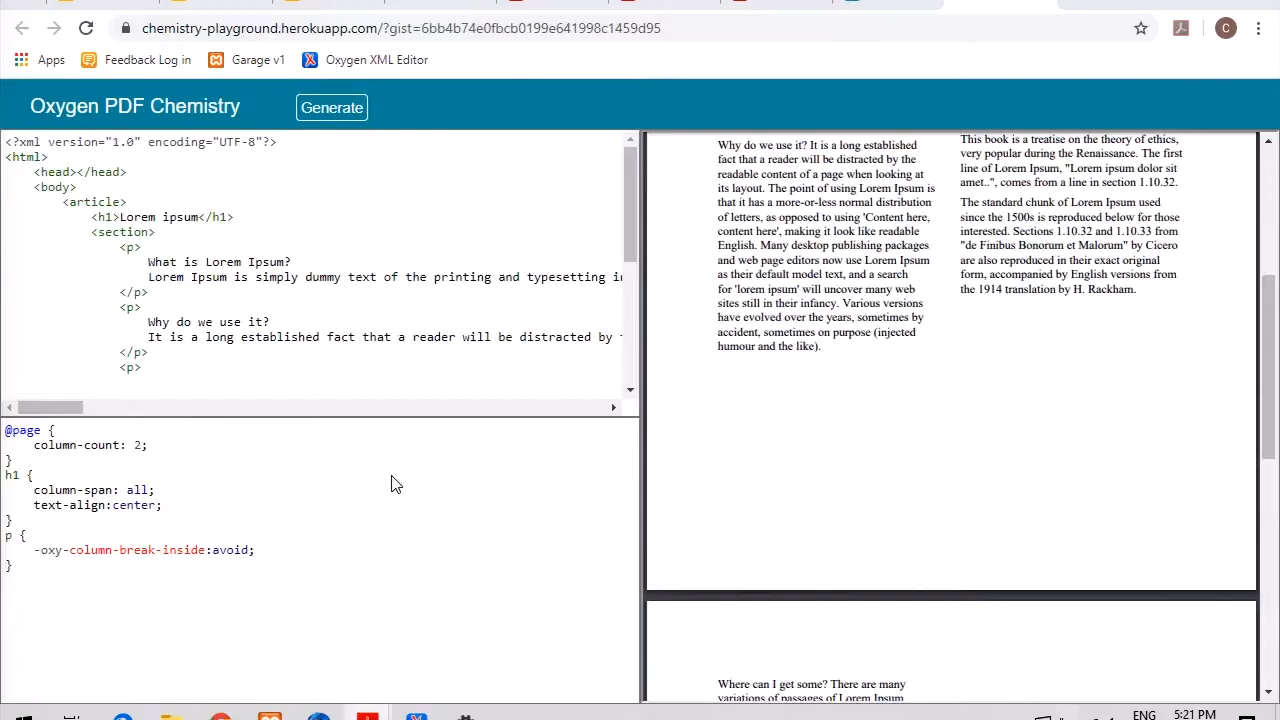 chemistry-playground.herokuapp.com/?gist=6bb4b74e0fbcb0199e641998c1459d95
C
Apps
Feedback Log in
Garage v1
Oxygen XML Editor
Oxygen PDF Chemistry
Generate
<?xml version="1.0" encoding="UTF-8"?>
<html>
<head></head>
<body>
<article>
<h1>Lorem ipsum</h1>
<section>
<p>
What is Lorem Ipsum?
Lorem Ipsum is simply dummy text of the printing and typesetting
</p>
<p>
Why do we use it?
It is a long established fact that a reader will be distracted by
</p>
<p>
@page {
column-count: 2;
}
h1 {
column-span: all;
text-align:center;
}
p {
-oxy-column-break-inside:avoid;
}
Why do we use it? It is a long established
fact that a reader will be distracted by the
readable content of a page when looking at
its layout. The point of using Lorem Ipsum is
that it has a more-or-less normal distribution
of letters, as opposed to using 'Content here,
content here', making it look like readable
English. Many desktop publishing packages
and web page editors now use Lorem Ipsum
as their default model text, and a search
for 'lorem ipsum' will uncover many web
sites still in their infancy. Various versions
have evolved over the years, sometimes by
accident, sometimes on purpose (injected
humour and the like).
This book is a treatise on the theory of ethics,
very popular during the Renaissance. The first
line of Lorem Ipsum, "Lorem ipsum dolor sit
amet..", comes from a line in section 1.10.32.
The standard chunk of Lorem Ipsum used
since the 1500s is reproduced below for those
interested. Sections 1.10.32 and 1.10.33 from
"de Finibus Bonorum et Malorum" by Cicero
are also reproduced in their exact original
form, accompanied by English versions from
the 1914 translation by H. Rackham.
Where can I get some? There are many
variations of passages of Lorem Ipsum
ENG
5:21 PM